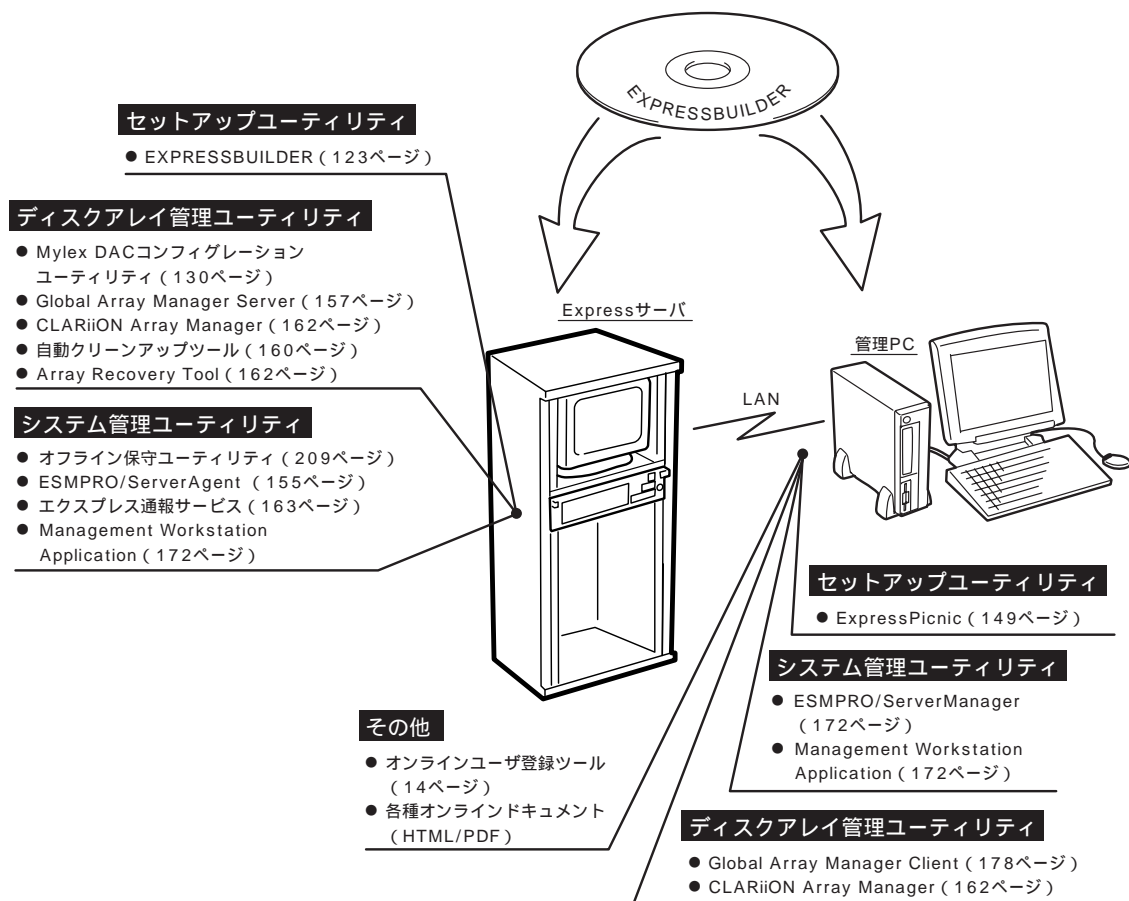 EXPRESSBUILDER
セットアップユーティリティ
● EXPRESSBUILDER（123ページ）
ディスクアレイ管理ユーティリティ
● Mylex DACコンフィグレーション
ユーティリティ（130ページ）
● Global Array Manager Server（157ページ）
● CLARiiON Array Manager（162ページ）
● 自動クリーンアップツール（160ページ）
● Array Recovery Tool（162ページ）
システム管理ユーティリティ
● オフライン保守ユーティリティ（209ページ）
● ESMPRO/ServerAgent （155ページ）
● エクスプレス通報サービス（163ページ）
● Management Workstation
Application（172ページ）
Expressサーバ
LAN
管理PC
セットアップユーティリティ
● ExpressPicnic（149ページ）
システム管理ユーティリティ
● ESMPRO/ServerManager
（172ページ）
● Management Workstation
Application（172ページ）
その他
● オンラインユーザ登録ツール
（14ページ）
● 各種オンラインドキュメント
（HTML/PDF）
ディスクアレイ管理ユーティリティ
● Global Array Manager Client（178ページ）
● CLARiiON Array Manager（162ページ）